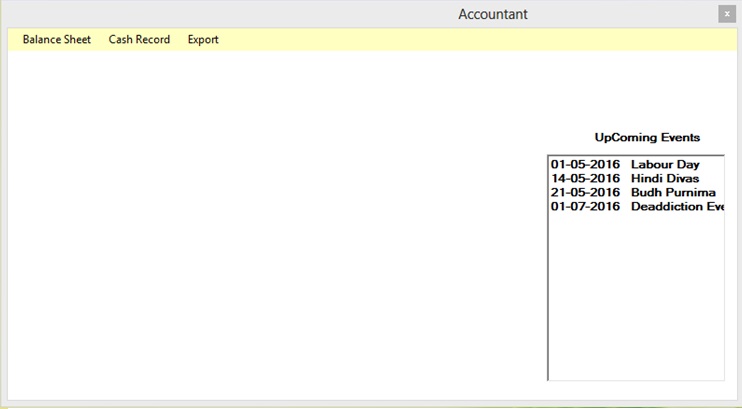 Accountant
x
Balance Sheet Cash Record Export
UpComing Events
01-05-2016 Labour Day
14-05-2016 Hindi Divas
21-05-2016 Budh Purnima
01-07-2016 Deaddiction Eve